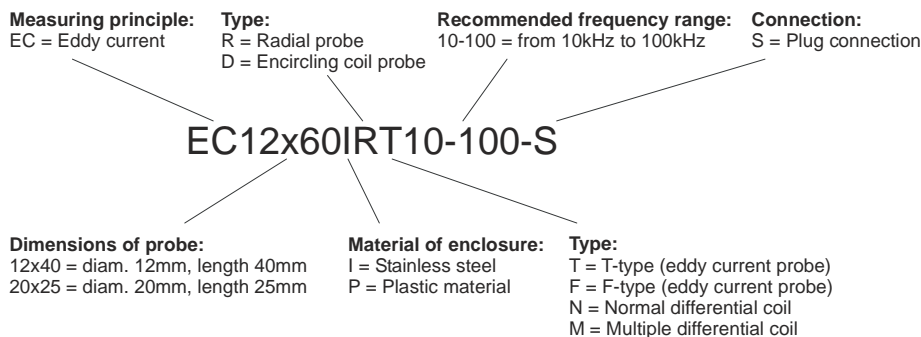 Measuring principle:
EC = Eddy current
Type:
R = Radial probe
D = Encircling coil probe
Recommended frequency range:
10-100 = from 10kHz to 100kHz
Connection:
S = Plug connection
EC12x60IRT10-100-S
Dimensions of probe:
12x40 = diam. 12mm, length 40mm
20x25 = diam. 20mm, length 25mm
Material of enclosure:
I = Stainless steel
P = Plastic material
Type:
T = T-type (eddy current probe)
F = F-type (eddy current probe)
N = Normal differential coil
M = Multiple differential coil